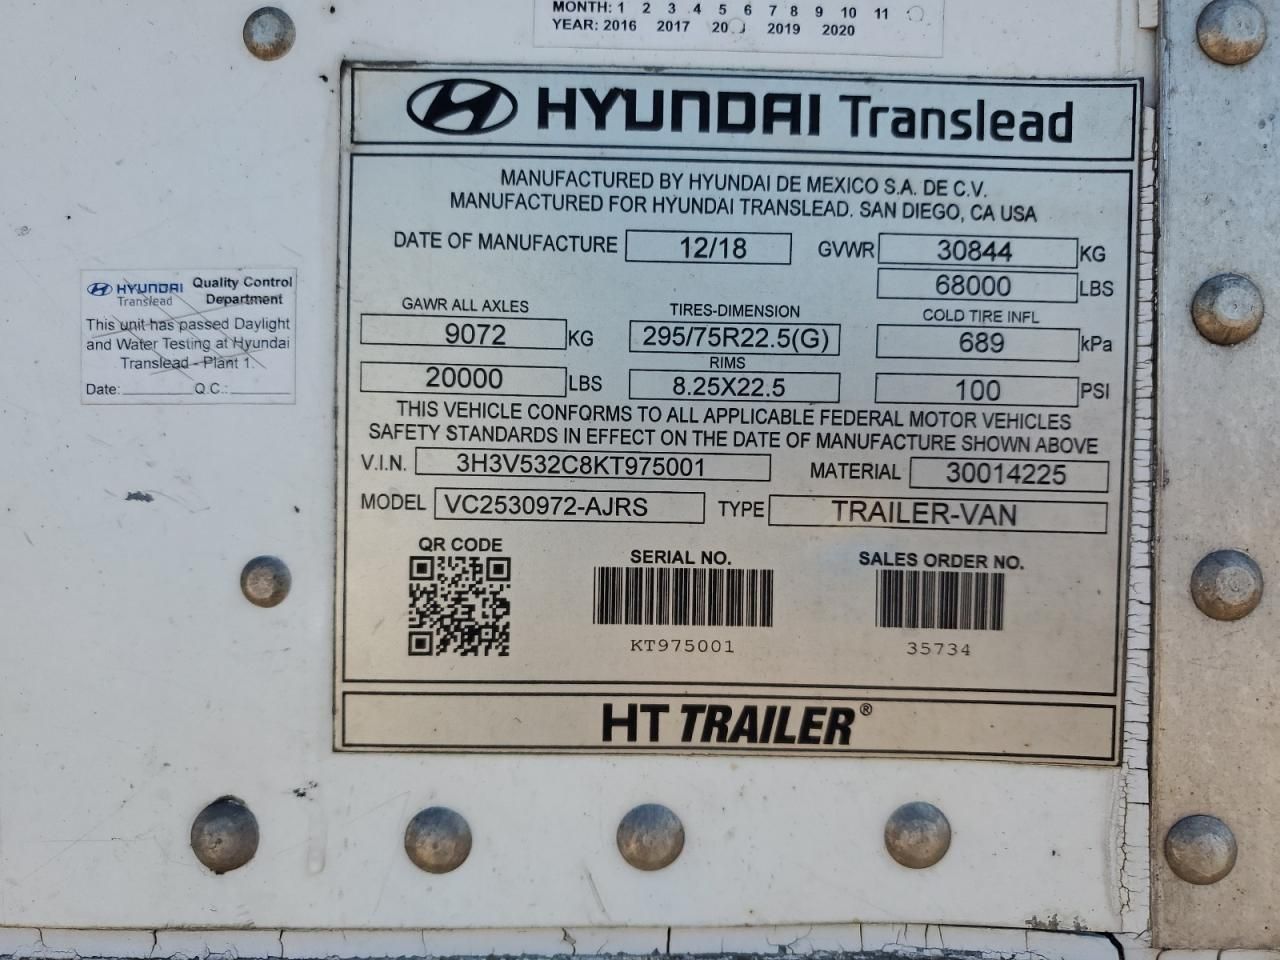 MONTH: 1 2 3 4 5 6 7 8 9 10 11
YEAR: 2016 2017 2019 2020
HYUNDAI Translead
MANUFACTURED BY HYUNDAI DE MEXICO S.A. DE C.V.
MANUFACTURED FOR HYUNDAI TRANSLEAD. SAN DIEGO, CA USA
DATE OF MANUFACTURE 12/18 GVWR 30844 KG
68000 LBS
GAWR ALL AXLES TIRES-DIMENSION COLD TIRE INFL
9072 KG 295/75R22.5(G) 689 kPa
RIMS
20000 LBS 8.25X22.5 100 PSI
THIS VEHICLE CONFORMS TO ALL APPLICABLE FEDERAL MOTOR VEHICLES
SAFETY STANDARDS IN EFFECT ON THE DATE OF MANUFACTURE SHOWN ABOVE
V.I.N. 3H3V532C8KT975001 MATERIAL 30014225
MODEL VC2530972-AJRS TYPE TRAILER-VAN
QR CODE SERIAL NO. SALES ORDER NO.
KT975001 35734
HT TRAILER®
HYUNDAI Translead Quality Control Department
This unit has passed Daylight
and Water Testing at Hyundai
Translead - Plant 1.
Date: Q.C.: